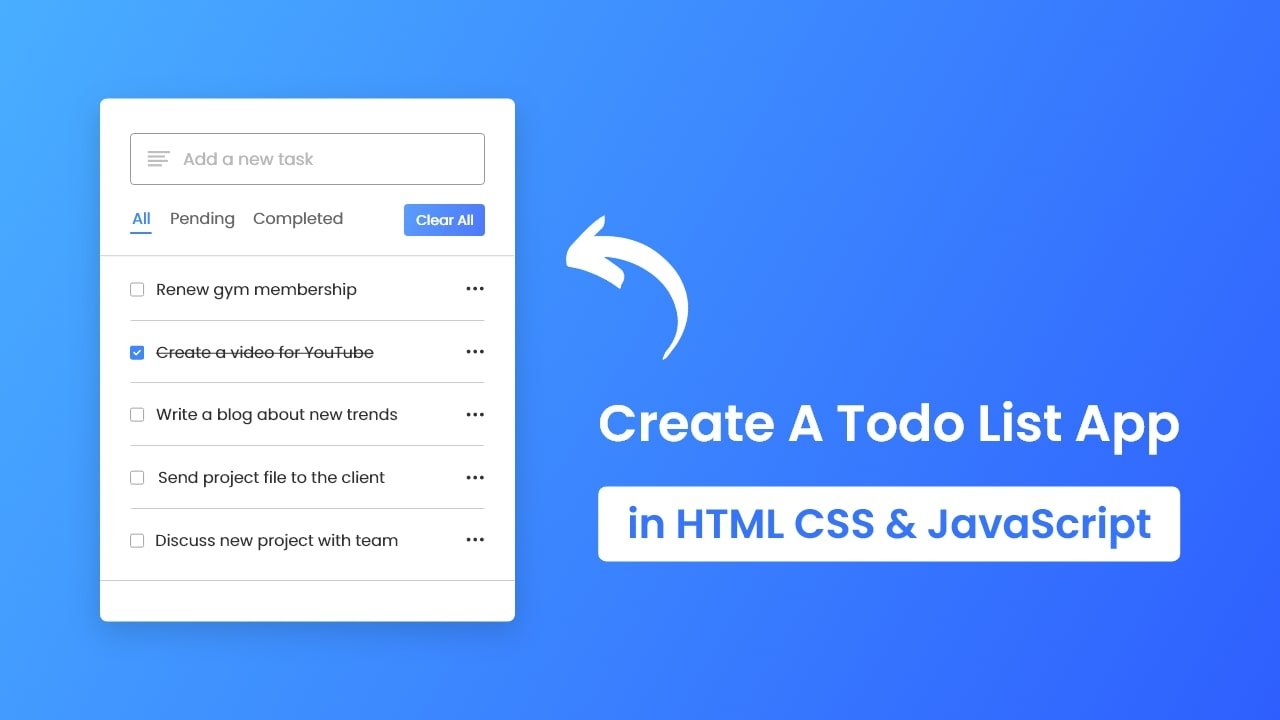 Add a new task
All Pending Completed Clear All
Renew gym membership
Create a video for YouTube
Write a blog about new trends
Send project file to the client
Discuss new project with team
Create A Todo List App
in HTML CSS & JavaScript